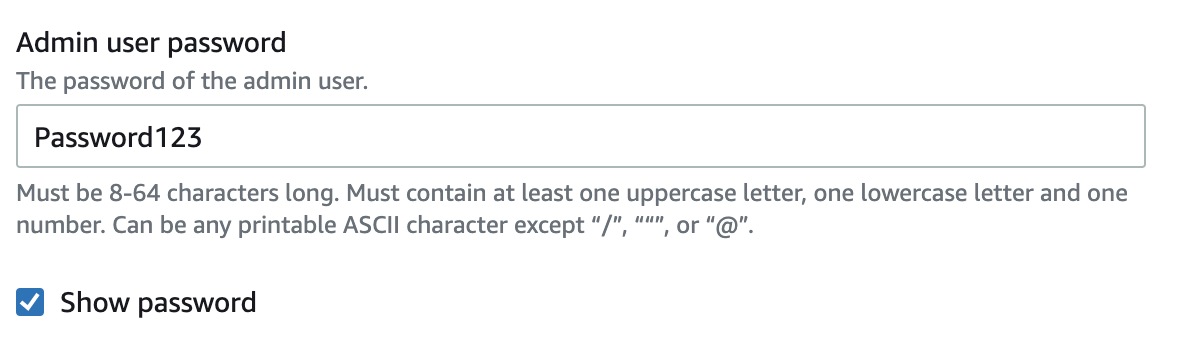 Admin user password
The password of the admin user.
Password123
Must be 8-64 characters long. Must contain at least one uppercase letter, one lowercase letter and one
number. Can be any printable ASCII character except “/”, “““”, or “@”.
Show password